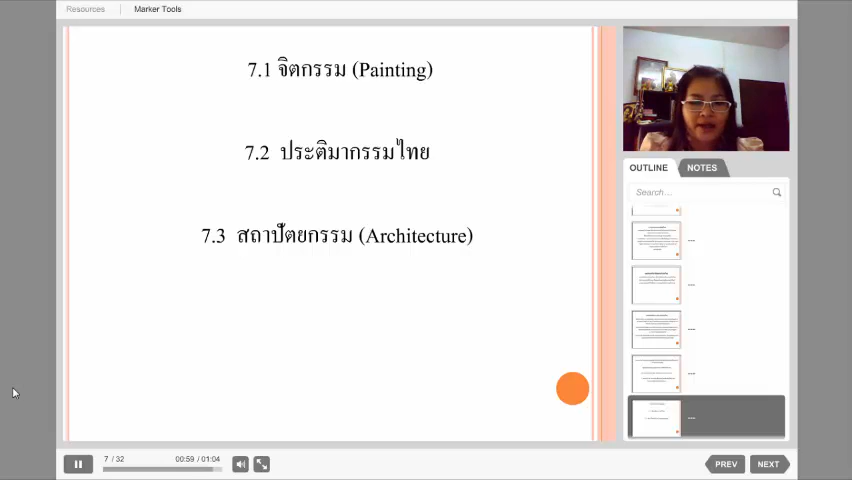 Resources
Marker Tools
7.1 จิตกรรม (Painting)
7.2 ประติมากรรมไทย
7.3 สถาปัตยกรรม (Architecture)
OUTLINE
NOTES
Search...
...
...
...
...
...
7 / 32
00:59 / 01:04
PREV
NEXT